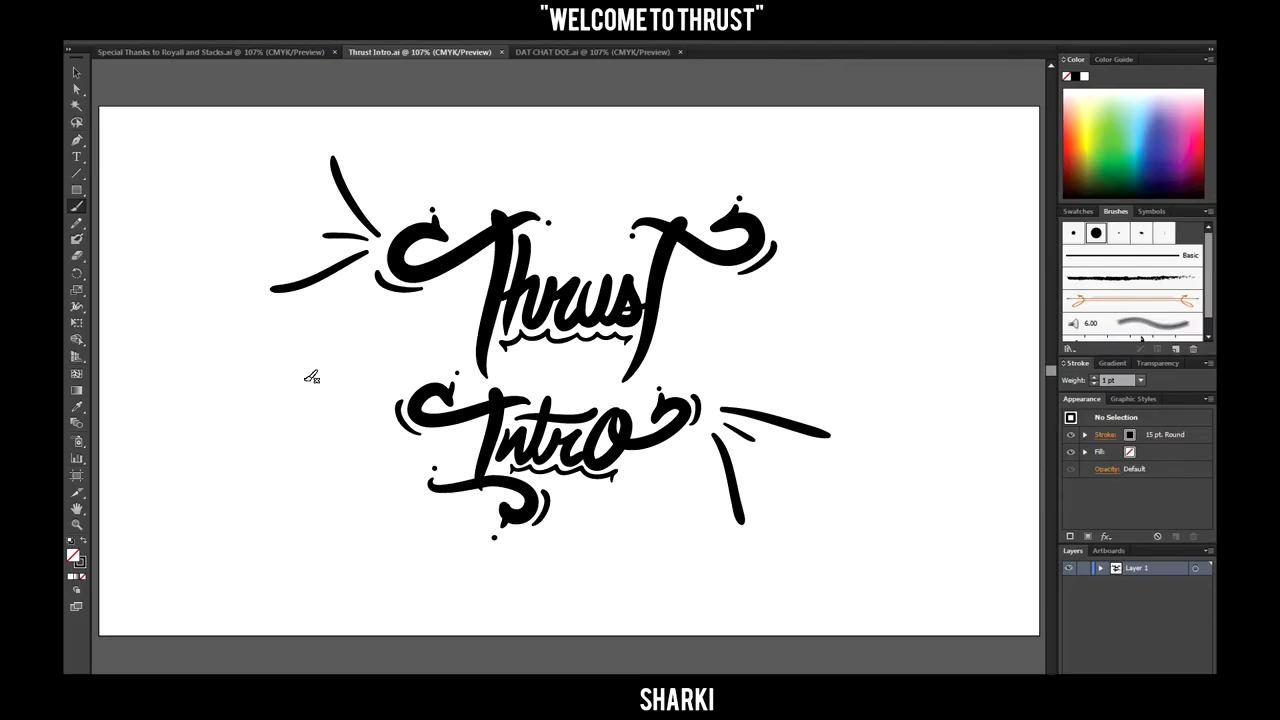 "WELCOME TO THRUST"
Special Thanks to Royall and Stacks.ai @ 107% (CMYK/Preview) ×
Thrust Intro.ai @ 107% (CMYK/Preview) ×
DAT CHAT DOE.ai @ 107% (CMYK/Preview) ×
Thrust
Intro
Color
Color Guide
Swatches
Brushes
Symbols
Basic
6.00
Stroke
Gradient
Transparency
Weight:
1 pt
Appearance
Graphic Styles
No Selection
Stroke:
15 pt. Round
Fill:
Opacity: Default
Layers
Artboards
Layer 1
SHARKI